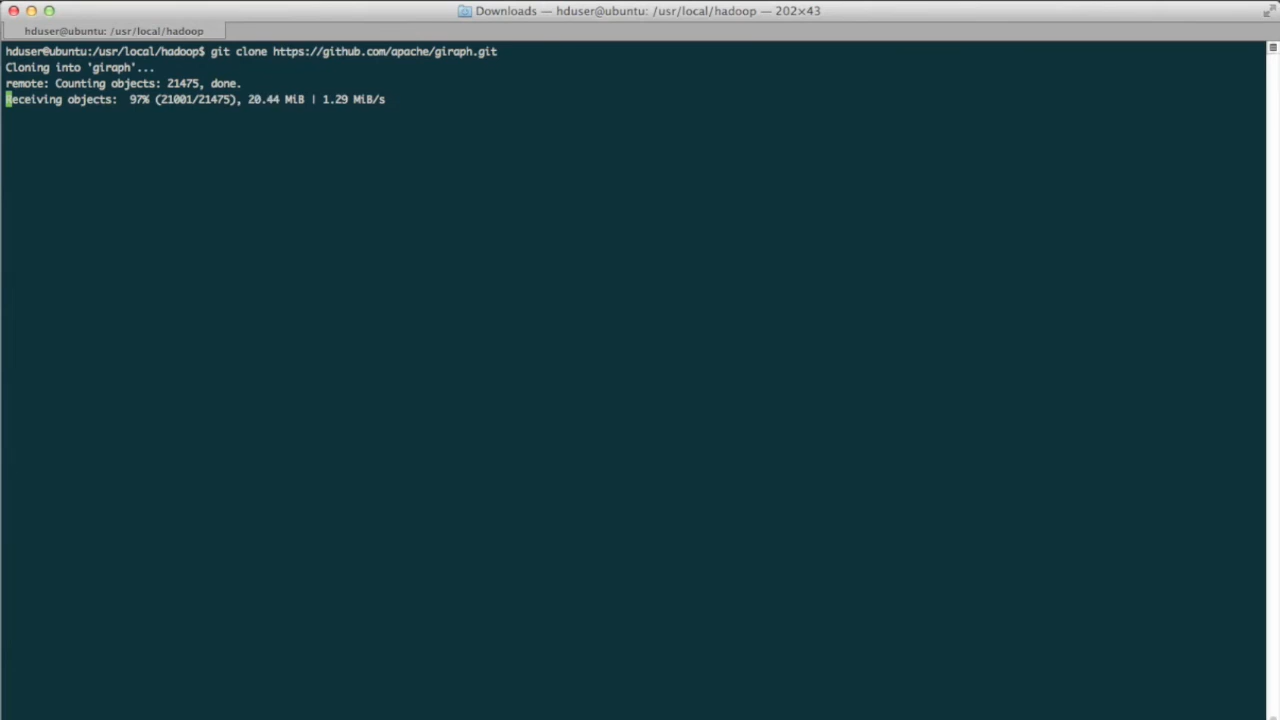 Downloads — hduser@ubuntu: /usr/local/hadoop — 202×43
hduser@ubuntu: /usr/local/hadoop
hduser@ubuntu:/usr/local/hadoop$ git clone https://github.com/apache/giraph.git
Cloning into 'giraph'...
remote: Counting objects: 21475, done.
Receiving objects:  97% (21001/21475), 20.44 MiB | 1.29 MiB/s